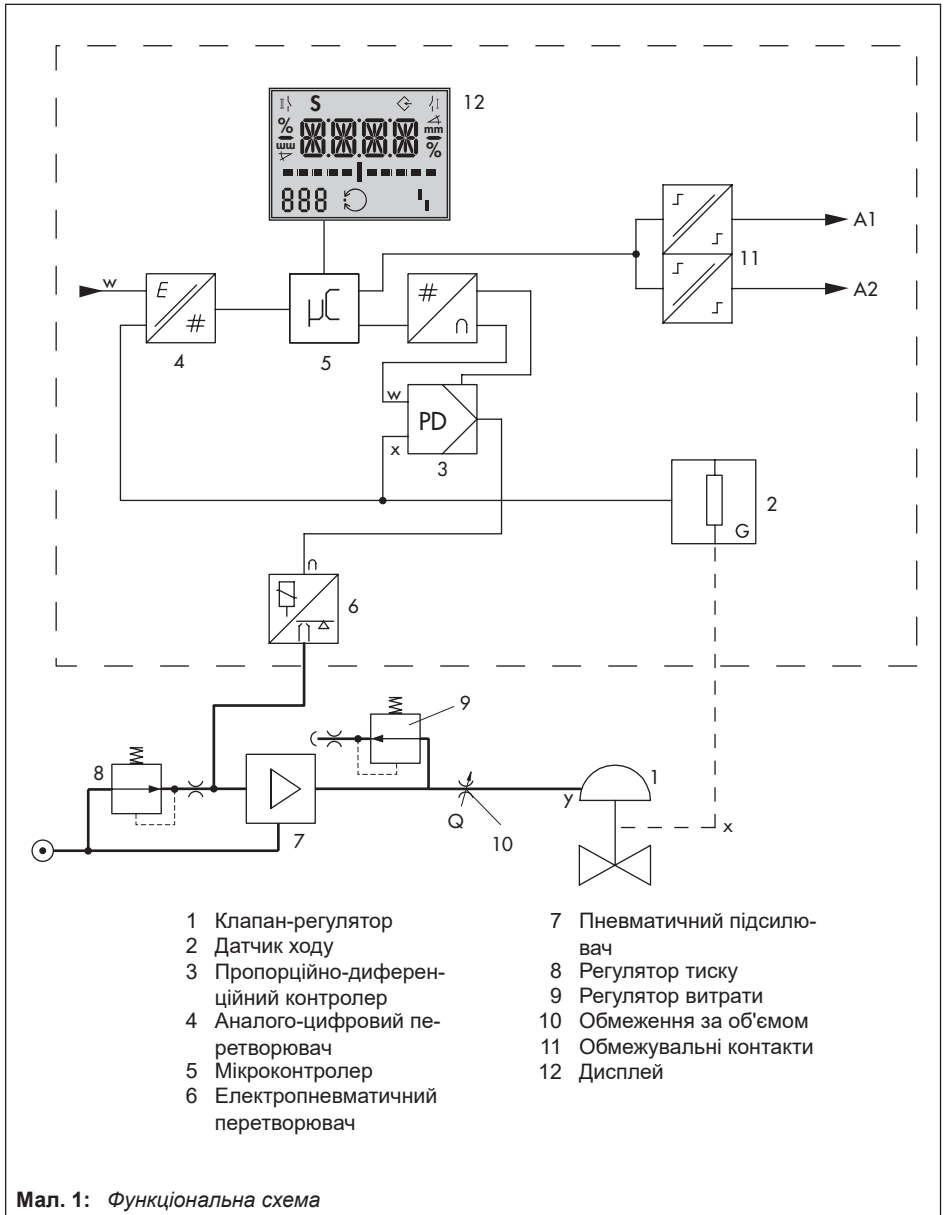 S
12
%
mm
%
mm
888
A1
11
A2
w
E
#
4
µC
5
#
∩
w
PD
x
3
2
G
∩
6
9
8
7
Q
10
y
1
x
1 Клапан-регулятор
2 Датчик ходу
3 Пропорційно-диферен-
ційний контролер
4 Аналого-цифровий пе-
ретворювач
5 Мікроконтролер
6 Електропневматичний
перетворювач
7 Пневматичний підсилю-
вач
8 Регулятор тиску
9 Регулятор витрати
10 Обмеження за об'ємом
11 Обмежувальні контакти
12 Дисплей
Мал. 1: Функціональна схема